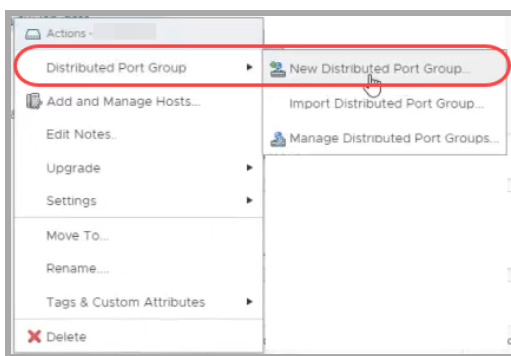 Actions -
Distributed Port Group
New Distributed Port Group...
Add and Manage Hosts...
Import Distributed Port Group...
Edit Notes..
Manage Distributed Port Groups...
Upgrade
Settings
Move To...
Rename....
Tags & Custom Attributes
Delete